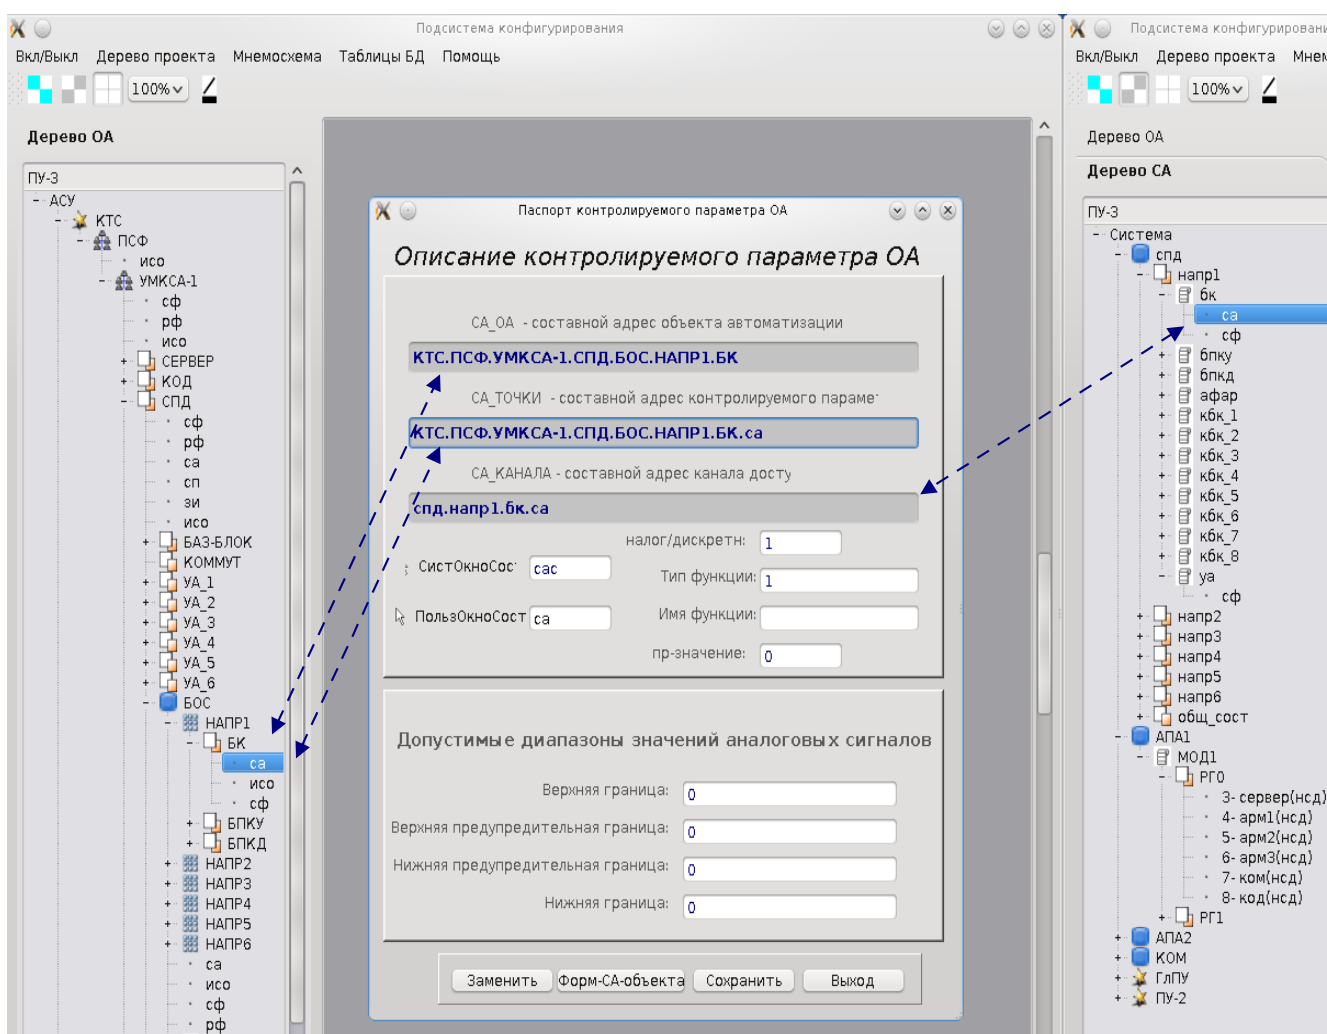 Подсистема конфигурирования
Вкл/Выкл Дерево проекта Мнемосхема Таблицы БД Помощь
100%
Дерево ОА
ПУ-3
АСУ
КТС
ПСФ
исо
УМКСА-1
сф
рф
исо
СЕРВЕР
КОД
СПД
сф
рф
са
сп
зи
исо
БАЗ-БЛОК
КОММУТ
УА_1
УА_2
УА_3
УА_4
УА_5
УА_6
БОС
НАПР1
БК
са
исо
сф
БПКУ
БПКД
НАПР2
НАПР3
НАПР4
НАПР5
НАПР6
са
исо
сф
рф
Паспорт контролируемого параметра ОА
Описание контролируемого параметра ОА
СА_ОА - составной адрес объекта автоматизации
КТС.ПСФ.УМКСА-1.СПД.БОС.НАПР1.БК
СА_ТОЧКИ - составной адрес контролируемого параме
КТС.ПСФ.УМКСА-1.СПД.БОС.НАПР1.БК.са
СА_КАНАЛА - составной адрес канала досту
спд.напр1.бк.са
налог/дискретн: 1
СистОкноСос сас
Тип функции: 1
ПользОкноСост са
Имя функции:
пр-значение: 0
Допустимые диапазоны значений аналоговых сигналов
Верхняя граница: 0
Верхняя предупредительная граница: 0
Нижняя предупредительная граница: 0
Нижняя граница: 0
Заменить Форм-СА-объекта Сохранить Выход
Подсистема конфигурировани
Вкл/Выкл Дерево проекта Мнем
100%
Дерево ОА
Дерево СА
ПУ-3
Система
спд
напр1
бк
са
сф
бпку
бпкд
афар
кбк_1
кбк_2
кбк_3
кбк_4
кбк_5
кбк_6
кбк_7
кбк_8
уа
сф
напр2
напр3
напр4
напр5
напр6
общ_сост
АПА1
МОД1
РГ0
3- сервер(нсд)
4- арм1(нсд)
5- арм2(нсд)
6- арм3(нсд)
7- ком(нсд)
8- код(нсд)
РГ1
АПА2
КОМ
ГлПУ
ПУ-2